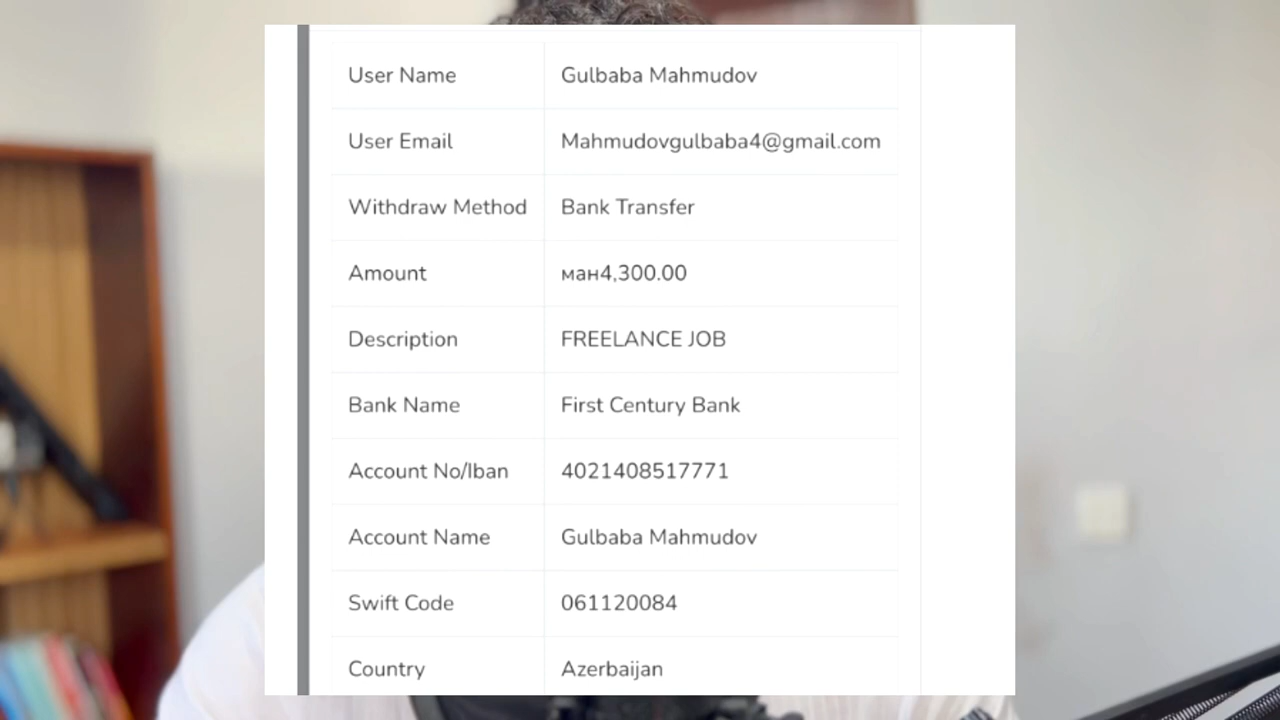 User Name Gulbaba Mahmudov
User Email Mahmudovgulbaba4@gmail.com
Withdraw Method Bank Transfer
Amount ман4,300.00
Description FREELANCE JOB
Bank Name First Century Bank
Account No/Iban 4021408517771
Account Name Gulbaba Mahmudov
Swift Code 061120084
Country Azerbaijan